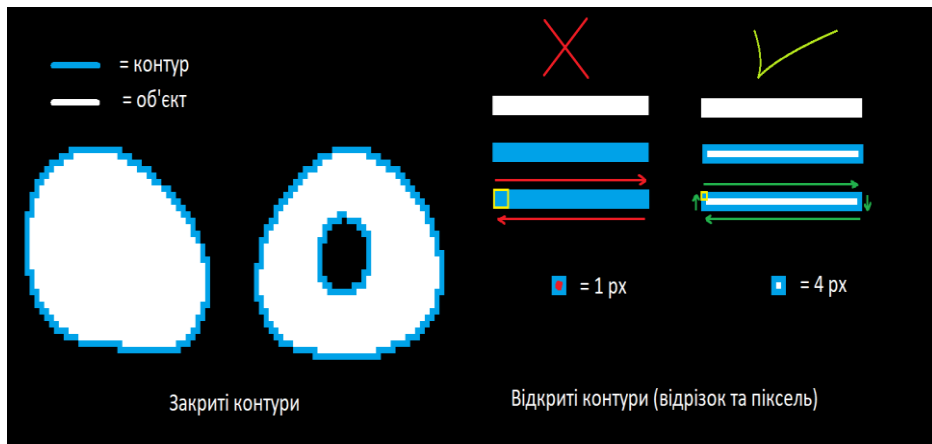 = контур
= об'єкт
= 1 px
= 4 px
Закриті контури
Відкриті контури (відрізок та піксель)